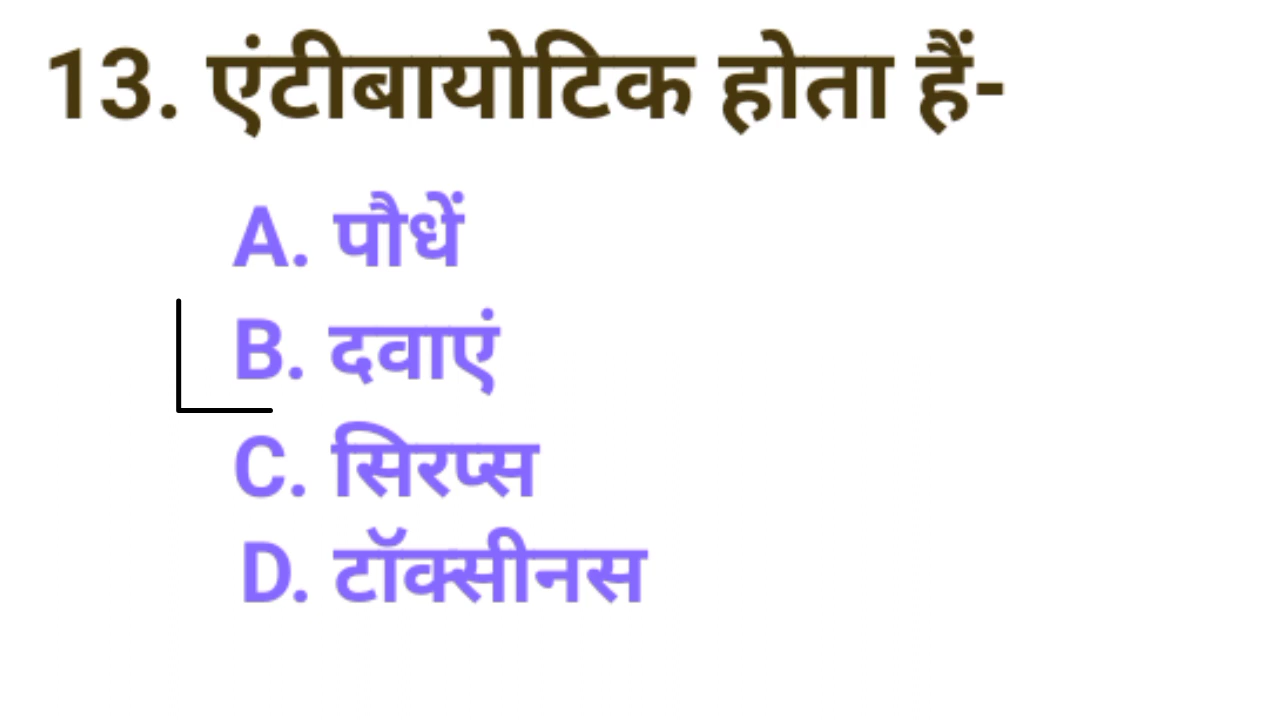 13. एंटीबायोटिक होता हैं-
A. पौधें
B. दवाएं
C. सिरप्स
D. टॉक्सीनस